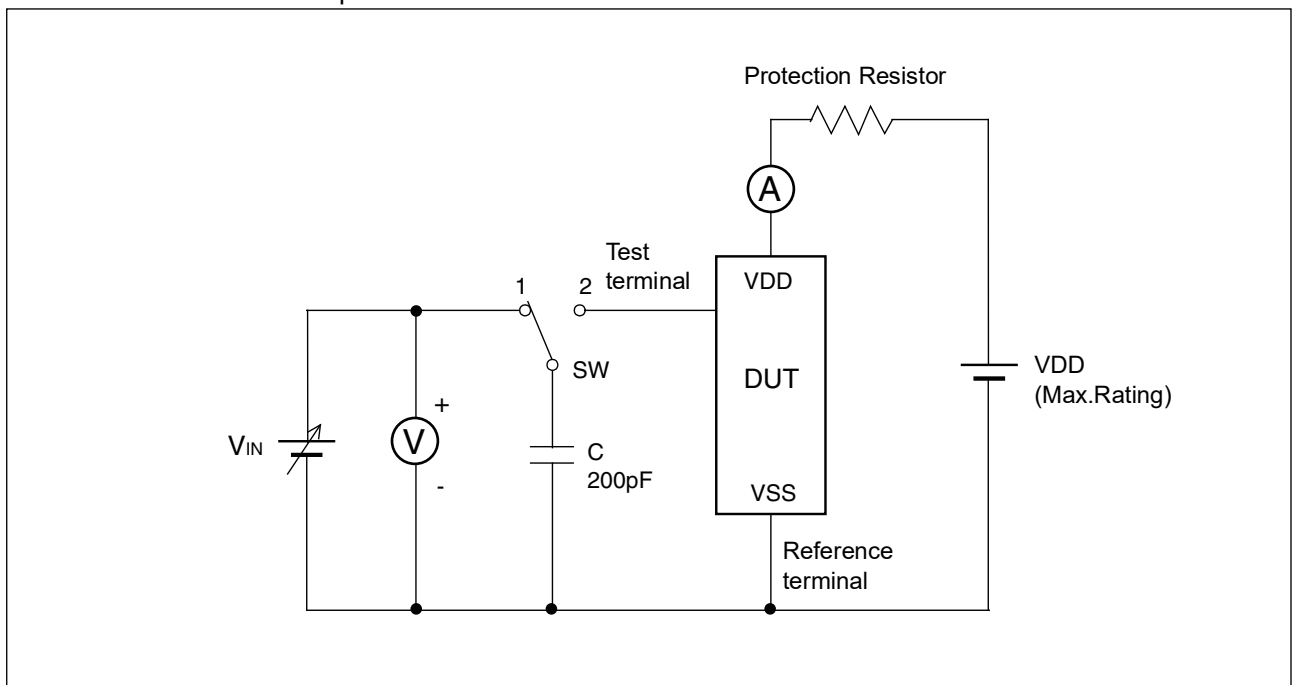 Protection Resistor
A
Test
terminal
1
2
VDD
SW
DUT
VDD
(Max.Rating)
VIN
+
V
-
C
200pF
VSS
Reference
terminal